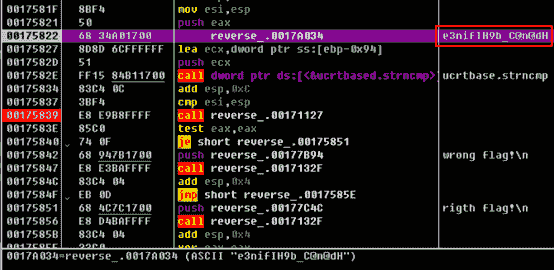 0017581F 8BF4 mov esi,esp
00175821 50 push eax
00175822 68 34A01700 push reverse_.0017A034 e3nifIH9b_C@n@dH
00175827 8D8D 6CFFFFFF lea ecx,dword ptr ss:[ebp-0x94]
0017582D 51 push ecx
0017582E FF15 84B11700 call dword ptr ds:[<&ucrtbased.strncmp> ucrtbase.strncmp
00175834 83C4 0C add esp,0xC
00175837 3BF4 cmp esi,esp
00175839 E8 E9B8FFFF call reverse_.00171127
0017583E 85C0 test eax,eax
00175840 74 0F je short reverse_.00175851
00175842 68 947B1700 push reverse_.00177B94 wrong flag!\n
00175847 E8 E3BAFFFF call reverse_.0017132F
0017584C 83C4 04 add esp,0x4
0017584F EB 0D jmp short reverse_.0017585E
00175851 68 4C7C1700 push reverse_.00177C4C rigth flag!\n
00175856 E8 D4BAFFFF call reverse_.0017132F
0017585B 83C4 04 add esp,0x4
0017A034=reverse_.0017A034 (ASCII "e3nifIH9b_C@n@dH")